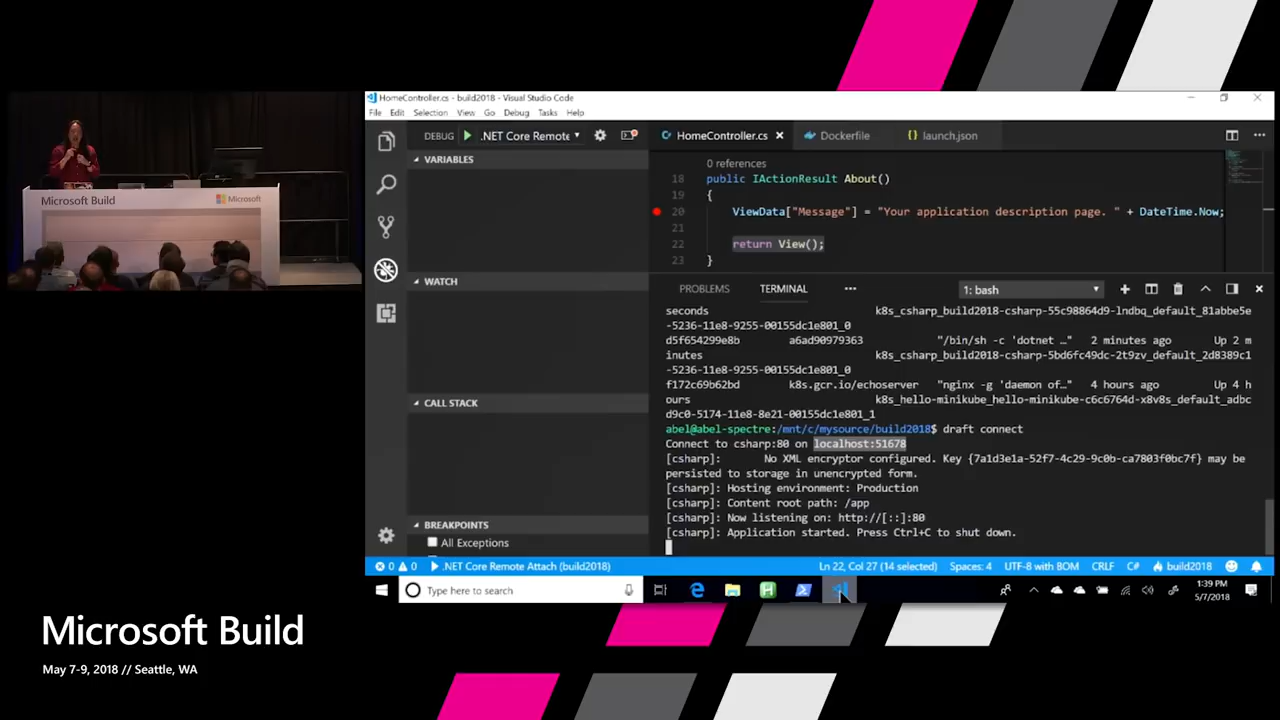 Microsoft Build
Microsoft
HomeController.cs - build2018 - Visual Studio Code
File Edit Selection View Go Debug Tasks Help
DEBUG .NET Core Remote
HomeController.cs Dockerfile {} launch.json
VARIABLES
0 references
18 public IActionResult About()
19 {
20 ViewData["Message"] = "Your application description page. " + DateTime.Now;
21
22 return View();
23 }
WATCH
PROBLEMS TERMINAL 1: bash
seconds k8s_csharp_build2018-csharp-55c98864d9-lndbq_default_81abbe5e
-5236-11e8-9255-00155dc1e801_0
d5f654299e8b a6ad90979363 "/bin/sh -c 'dotnet …" 2 minutes ago Up 2 m
inutes k8s_csharp_build2018-csharp-5bd6fc49dc-2t9zv_default_2d8389c1
-5236-11e8-9255-00155dc1e801_0
f172c69b62bd k8s.gcr.io/echoserver "nginx -g 'daemon of…" 4 hours ago Up 4 h
ours k8s_hello-minikube_hello-minikube-c6c6764d-x8v8s_default_adbc
d9c0-5174-11e8-8e21-00155dc1e801_1
CALL STACK
abel@abel-spectre:/mnt/c/mysource/build2018$ draft connect
Connect to csharp:80 on localhost:51678
[csharp]: No XML encryptor configured. Key {7a1d3e1a-52f7-4c29-9c0b-ca7803f0bc7f} may be
persisted to storage in unencrypted form.
[csharp]: Hosting environment: Production
[csharp]: Content root path: /app
[csharp]: Now listening on: http://[::]:80
[csharp]: Application started. Press Ctrl+C to shut down.
BREAKPOINTS
All Exceptions
0 0 .NET Core Remote Attach (build2018) Ln 22, Col 27 (14 selected) Spaces: 4 UTF-8 with BOM CRLF C# build2018
Type here to search
1:39 PM
5/7/2018
Microsoft Build
May 7-9, 2018 // Seattle, WA